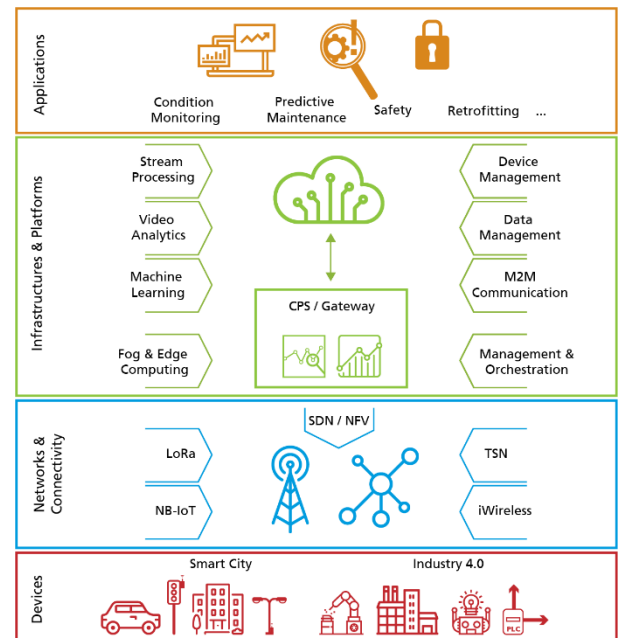 Applications
Condition
Monitoring
Predictive
Maintenance
Safety
Retrofitting
...
Infrastructures & Platforms
Stream
Processing
Video
Analytics
Machine
Learning
Fog & Edge
Computing
CPS / Gateway
Device
Management
Data
Management
M2M
Communication
Management &
Orchestration
Networks &
Connectivity
SDN / NFV
LoRa
NB-IoT
TSN
iWireless
Devices
Smart City
Industry 4.0
PLC